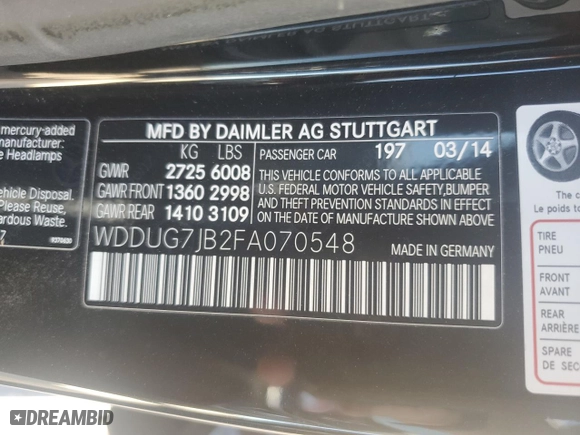 MFD BY DAIMLER AG STUTTGART
KG LBS
GVWR 2725 6008
GAWR FRONT 1360 2998
GAWR REAR 1410 3109
PASSENGER CAR 197 03/14
THIS VEHICLE CONFORMS TO ALL APPLICABLE
U.S. FEDERAL MOTOR VEHICLE SAFETY,BUMPER
AND THEFT PREVENTION STANDARDS IN EFFECT
ON THE DATE OF MANUFACTURE SHOWN ABOVE.
WDDUG7JB2FA070548
MADE IN GERMANY
mercury-added
manufacturer:
e Headlamps
ehicle Disposal.
Please Reuse,
ardous Waste.
The c
Le poids to
TIRE
PNEU
FRONT
AVANT
REAR
ARRIÈRE
SPARE
DE SEC
DREAMBID